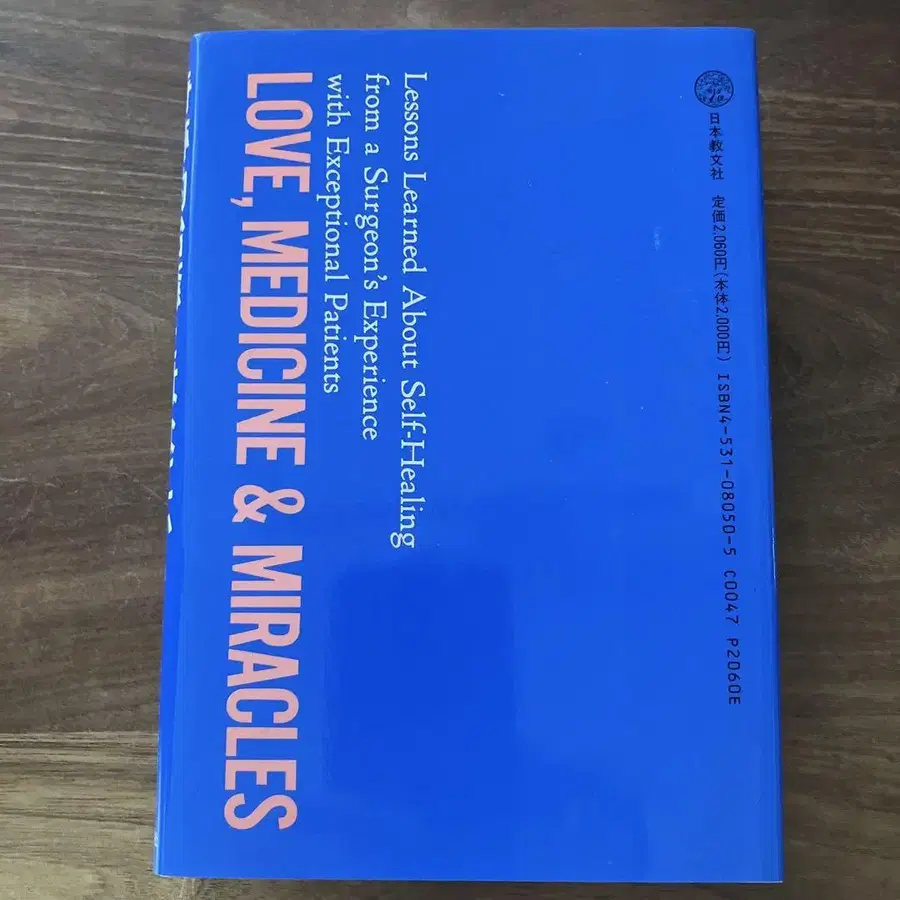 日本教文社 定価2,060円(本体2,000円) ISBN4-531-08050-5 C0047 P2060E
Lessons Learned About Self-Healing
from a Surgeon's Experience
with Exceptional Patients
LOVE, MEDICINE & MIRACLES